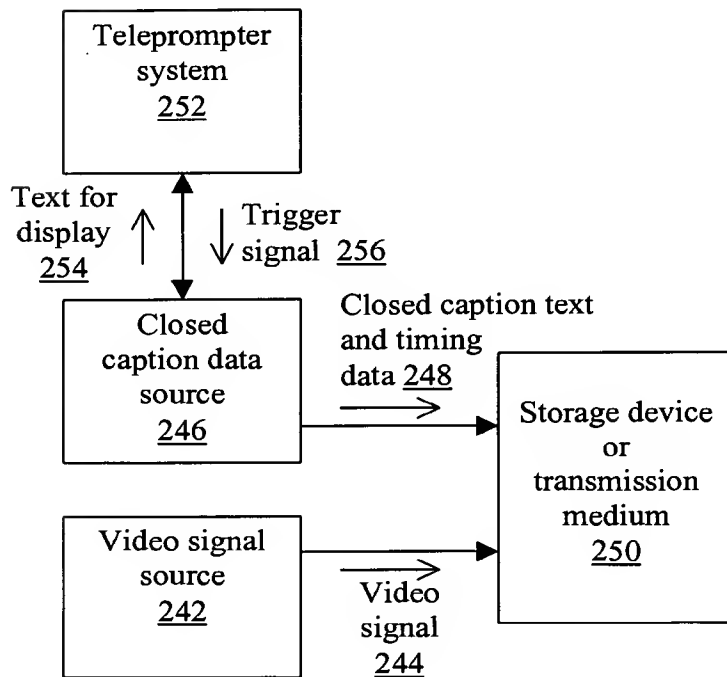 Teleprompter
system
252
Text for
display
254
Trigger
signal 256
Closed
caption data
source
246
Closed caption text
and timing
data 248
Storage device
or
transmission
medium
250
Video signal
source
242
Video
signal
244